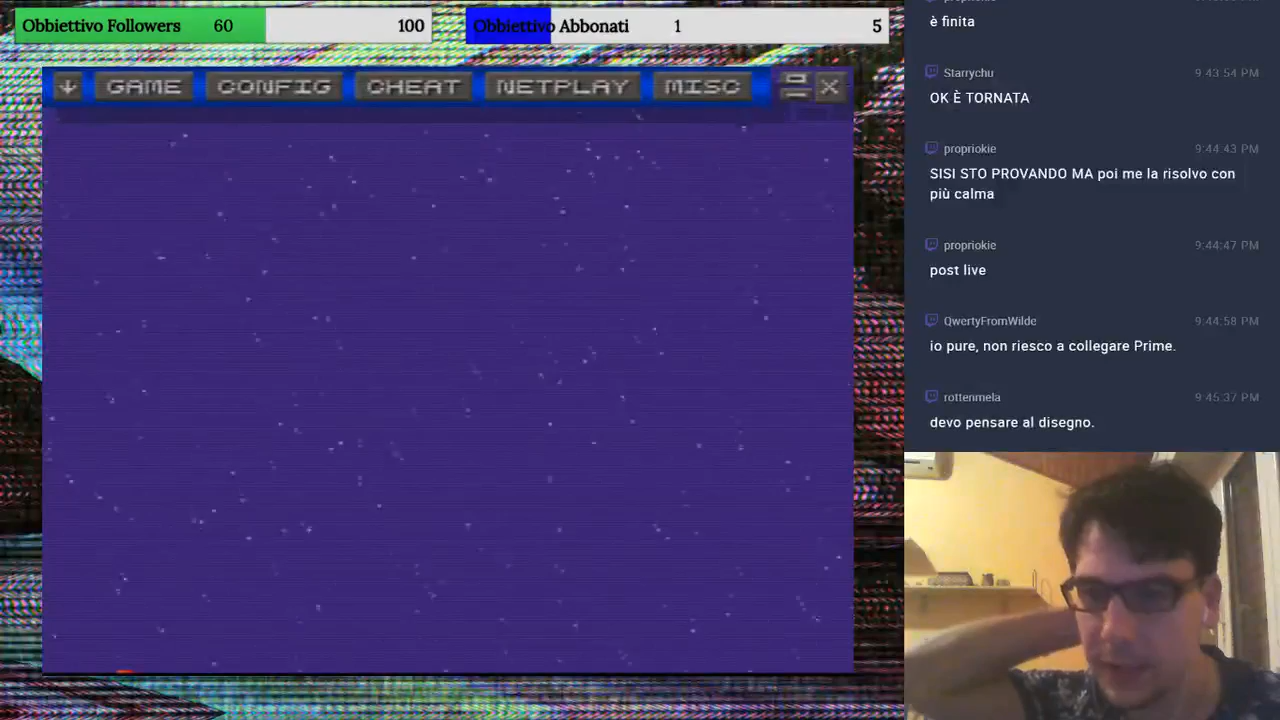 Obbiettivo Followers 60 100
Obbiettivo Abbonati 1 5
GAME CONFIG CHEAT NETPLAY MISC X
è finita
Starrychu 9:43:54 PM
OK È TORNATA
propriokie 9:44:43 PM
SISI STO PROVANDO MA poi me la risolvo con
più calma
propriokie 9:44:47 PM
post live
QwertyFromWilde 9:44:58 PM
io pure, non riesco a collegare Prime.
rottenmela 9:45:37 PM
devo pensare al disegno.